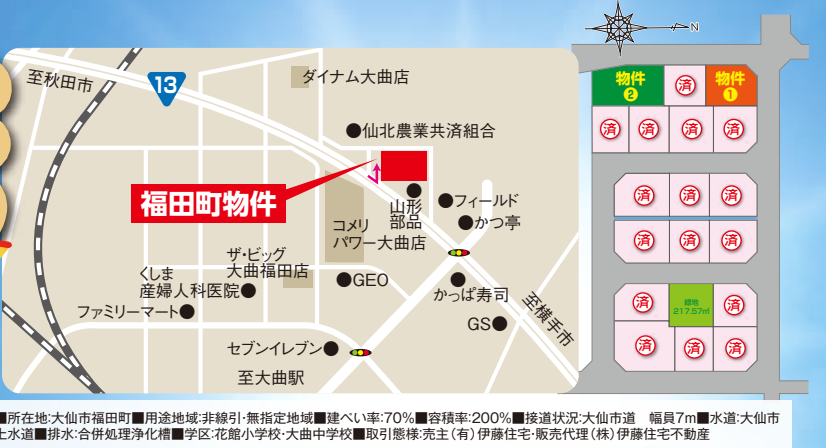 至秋田市
13
ダイナム大曲店
●仙北農業共済組合
福田町物件
山形
部品
●フィールド
●かつ亭
コメリ
パワー大曲店
ザ・ビッグ
大曲福田店
くしま
産婦人科医院●
ファミリーマート●
●GEO
かっぱ寿司
GS●
至横手市
セブンイレブン●
至大曲駅
N
物件
❷
済
物件
❶
済 済 済 済
済 済 済
済 済 済
済
緑地
217.57㎡
済
済 済 済
■所在地:大仙市福田町■用途地域:非線引・無指定地域■建ぺい率:70%■容積率:200%■接道状況:大仙市道 幅員7m■水道:大仙市
上水道■排水:合併処理浄化槽■学区:花館小学校・大曲中学校■取引態様:売主(有)伊藤住宅・販売代理(株)伊藤住宅不動産